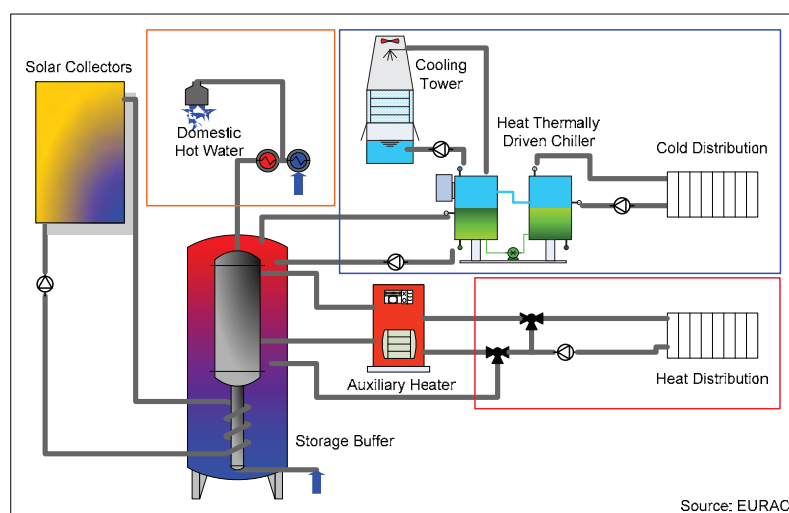 Solar Collectors
Domestic
Hot Water
Cooling
Tower
Heat Thermally
Driven Chiller
Cold Distribution
Auxiliary Heater
Heat Distribution
Storage Buffer
Source: EURAC